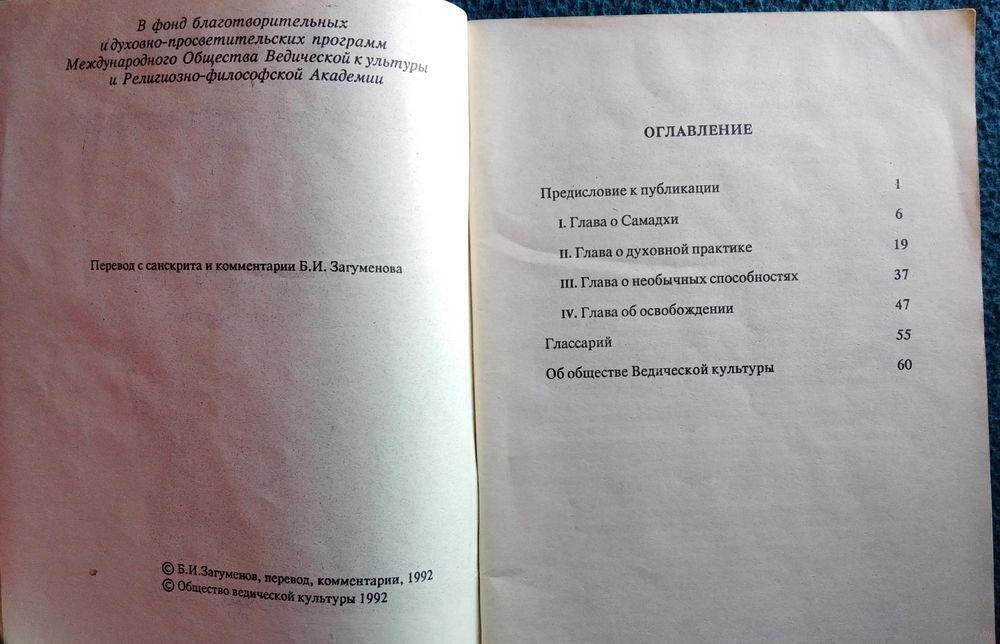 В фонд благотворительных
и духовно-просветительских программ
Международного Общества Ведической культуры
и Религиозно-философской Академии
Перевод с санскрита и комментарии Б.И. Загуменова
© Б.И.Загуменов, перевод, комментарии, 1992
© Общество ведической культуры 1992
ОГЛАВЛЕНИЕ
Предисловие к публикации 1
I. Глава о Самадхи 6
II. Глава о духовной практике 19
III. Глава о необычных способностях 37
IV. Глава об освобождении 47
Глассарий 55
Об обществе Ведической культуры 60